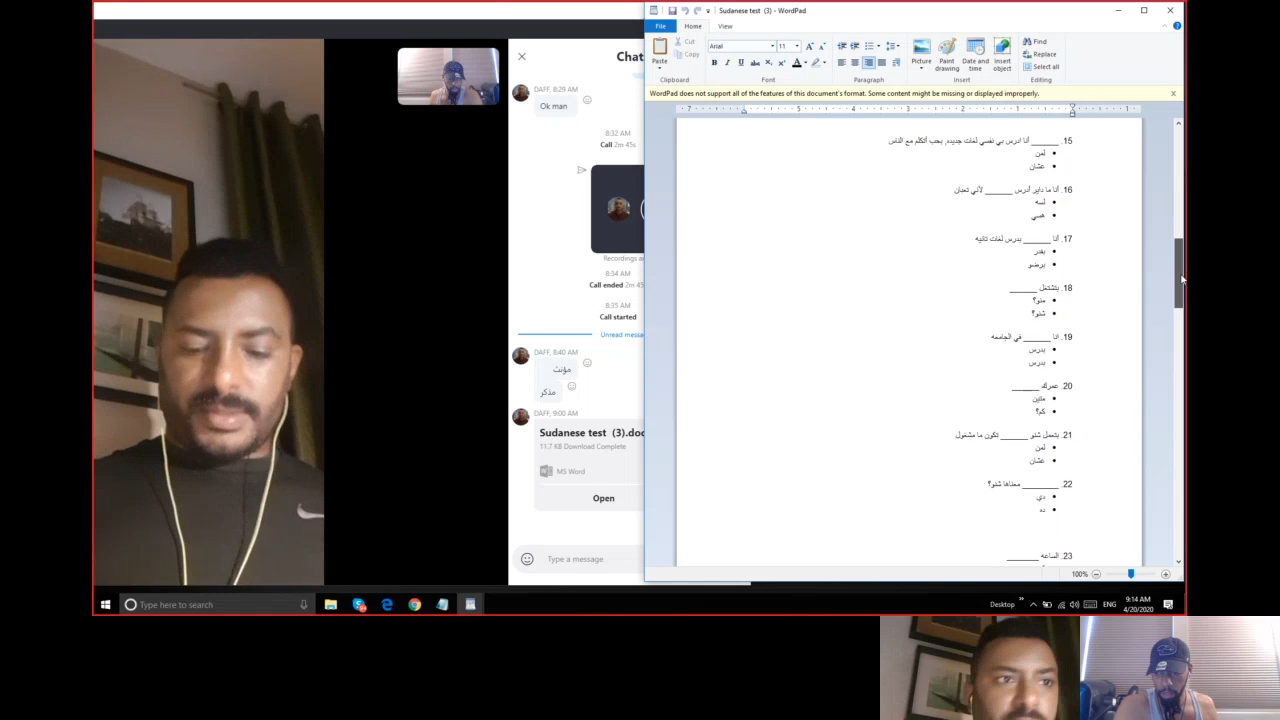 Chat
DAFF, 8:29 AM
Ok man
8:32 AM
Call 2m 45s
Recordings
8:34 AM
Call ended 2m 45
8:35 AM
Call started
Unread messa
DAFF, 8:40 AM
مؤنث
مذكر
DAFF, 9:00 AM
Sudanese test (3).doc
11.7 KB Download Complete
MS Word
Open
Type a message
Sudanese test (3) - WordPad
File Home View
Cut
Copy
Paste
Clipboard
Arial 11
Font
Paragraph
Picture
Paint drawing
Date and time
Insert object
Insert
Find
Replace
Select all
Editing
WordPad does not support all of the features of this document's format. Some content might be missing or displayed improperly.
15. ______ أنا ادرس بي نفسي لغات جديده, بحب أتكلم مع الناس
لمن
عشان
16. أنا ما داير أدرس ______ لأني تعبان
لسه
هسي
17. أنا ______ بدرس لغات تانيه
بقدر
برضو
18. بتشتغل ______
منو؟
شنو؟
19. انا ______ في الجامعه
بدرس
يدرس
20. عمرك ______
متين
كم؟
21. بتعمل شنو ______ تكون ما مشغول
لمن
عشان
22. ________ معناها شنو؟
دي
ده
23. الساعه ________
100%
Type here to search
Desktop
ENG
9:14 AM
4/20/2020